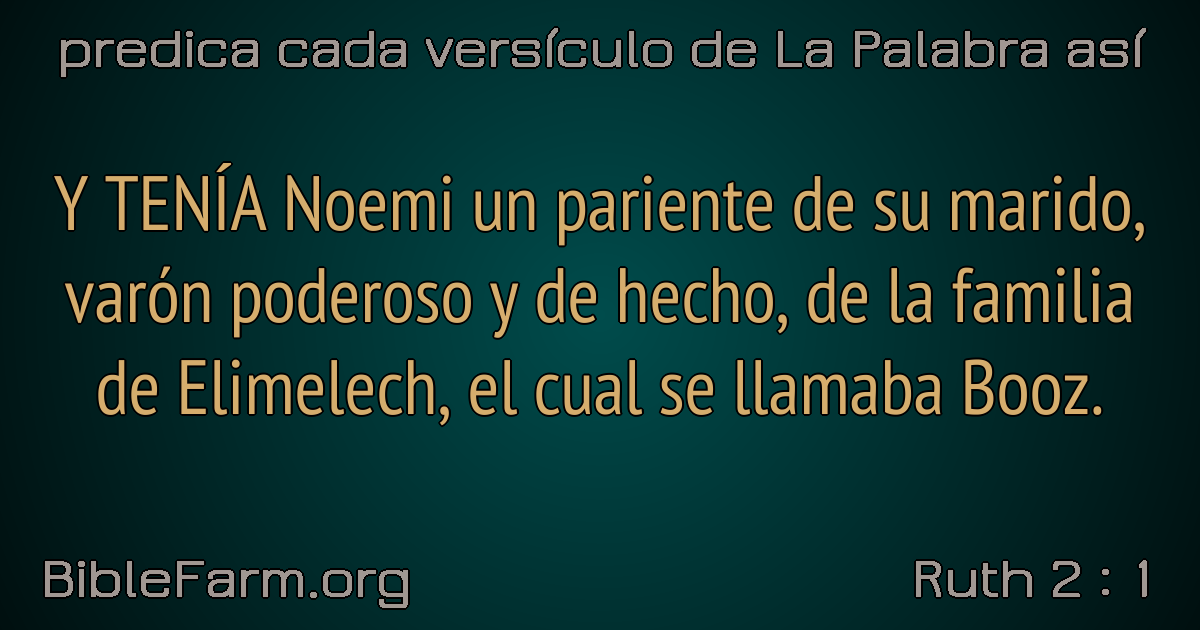 predica cada versículo de La Palabra así
Y TENÍA Noemi un pariente de su marido,
varón poderoso y de hecho, de la familia
de Elimelech, el cual se llamaba Booz.
BibleFarm.org
Ruth 2 : 1